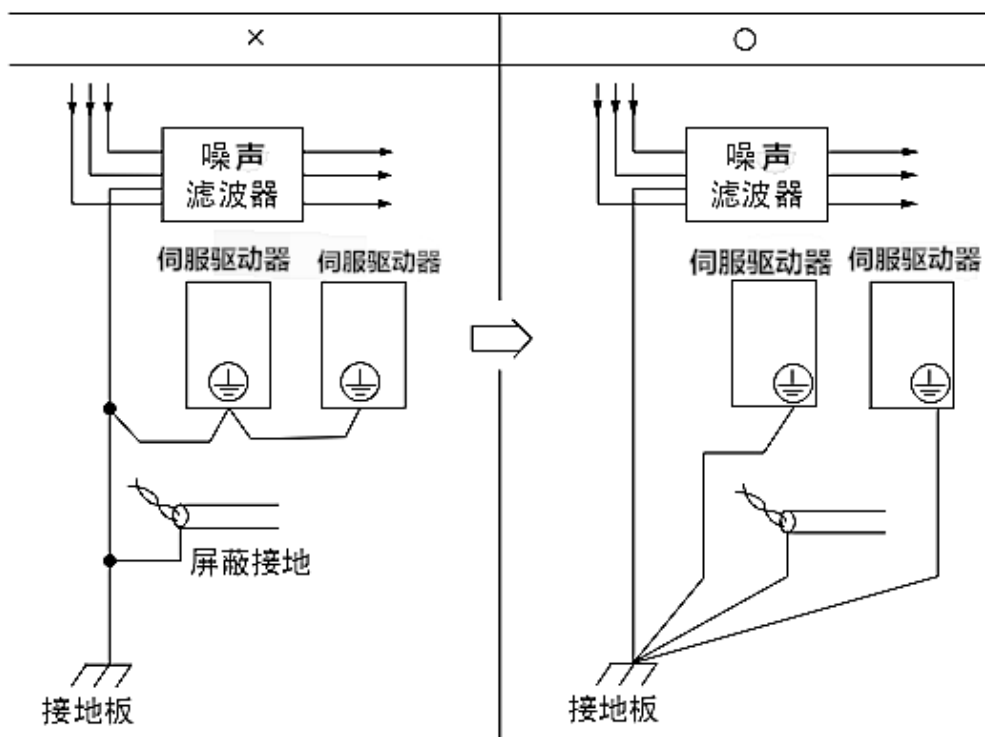 × ○
噪声
滤波器
伺服驱动器 伺服驱动器
屏蔽接地
接地板
噪声
滤波器
伺服驱动器 伺服驱动器
接地板